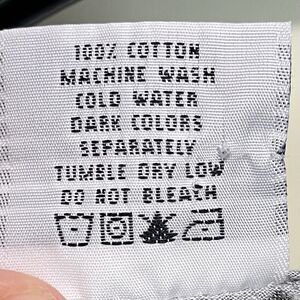 100% COTTON
MACHINE WASH
COLD WATER
DARK COLORS
SEPARATELY
TUMBLE DRY LOW
DO NOT BLEACH